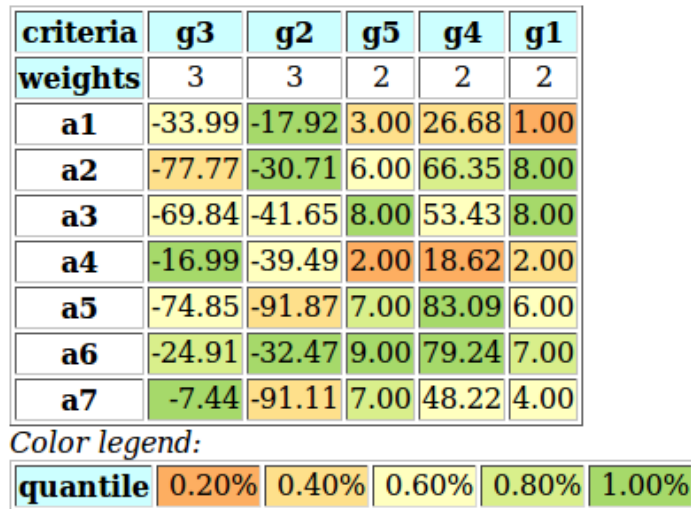 criteria g3 g2 g5 g4 g1
weights 3 3 2 2 2
a1 -33.99 -17.92 3.00 26.68 1.00
a2 -77.77 -30.71 6.00 66.35 8.00
a3 -69.84 -41.65 8.00 53.43 8.00
a4 -16.99 -39.49 2.00 18.62 2.00
a5 -74.85 -91.87 7.00 83.09 6.00
a6 -24.91 -32.47 9.00 79.24 7.00
a7 -7.44 -91.11 7.00 48.22 4.00
Color legend:
quantile 0.20% 0.40% 0.60% 0.80% 1.00%